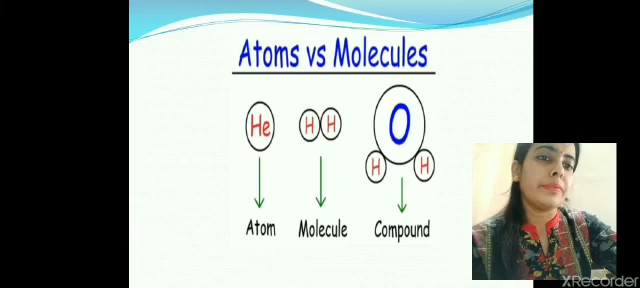 Atoms vs Molecules
He H H O
H H
Atom Molecule Compound
XRecorder